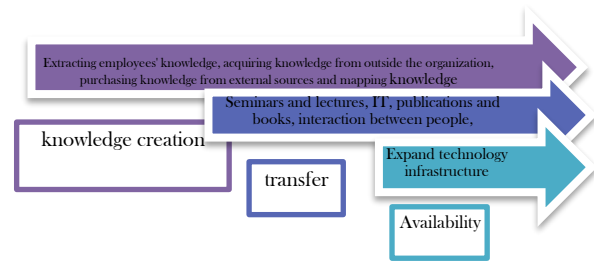 Extracting employees' knowledge, acquiring knowledge from outside the organization,
purchasing knowledge from external sources and mapping knowledge
Seminars and lectures, IT, publications and
books, interaction between people,
knowledge creation
Expand technology
infrastructure
transfer
Availability